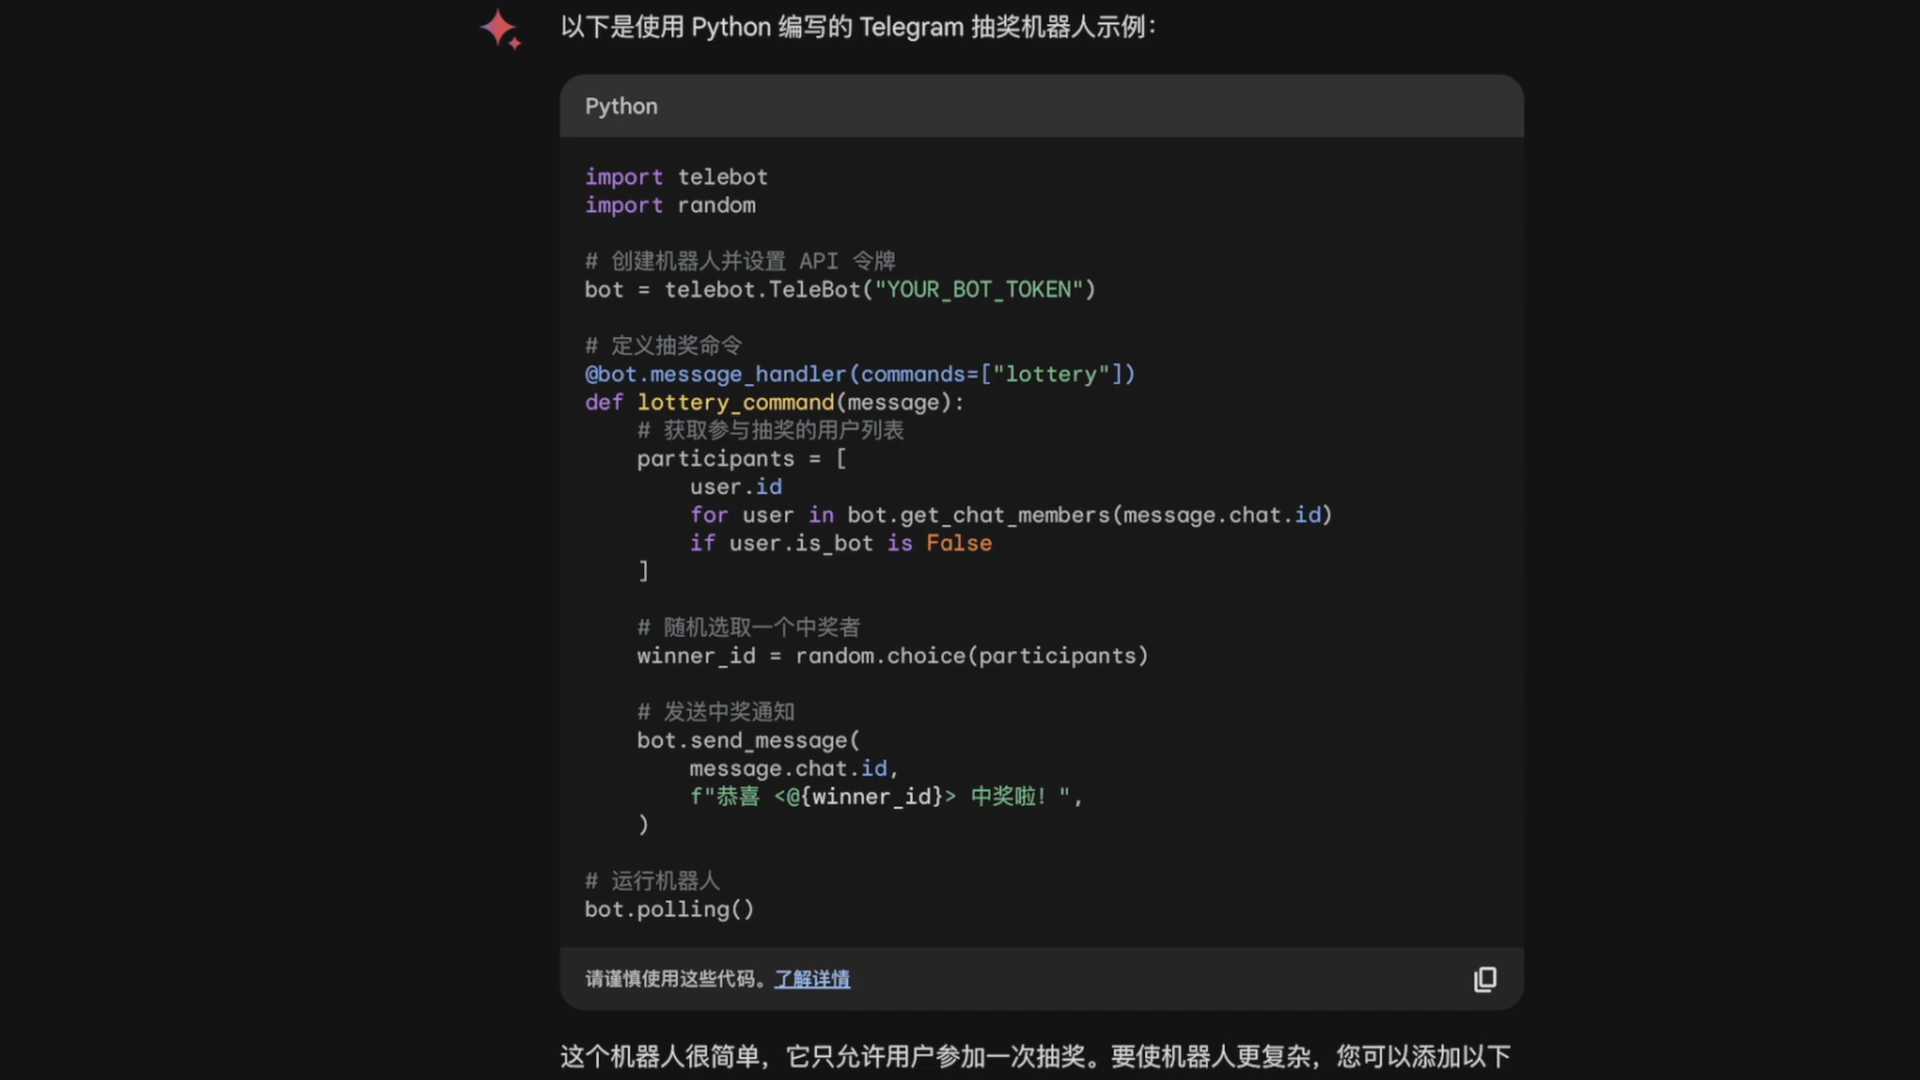 以下是使用 Python 编写的 Telegram 抽奖机器人示例：
Python
import telebot
import random
# 创建机器人并设置 API 令牌
bot = telebot.TeleBot("YOUR_BOT_TOKEN")
# 定义抽奖命令
@bot.message_handler(commands=["lottery"])
def lottery_command(message):
    # 获取参与抽奖的用户列表
    participants = [
        user.id
        for user in bot.get_chat_members(message.chat.id)
        if user.is_bot is False
    ]
    # 随机选取一个中奖者
    winner_id = random.choice(participants)
    # 发送中奖通知
    bot.send_message(
        message.chat.id,
        f"恭喜 <@{winner_id}> 中奖啦！",
    )
# 运行机器人
bot.polling()
请谨慎使用这些代码。了解详情
这个机器人很简单，它只允许用户参加一次抽奖。要使机器人更复杂，您可以添加以下